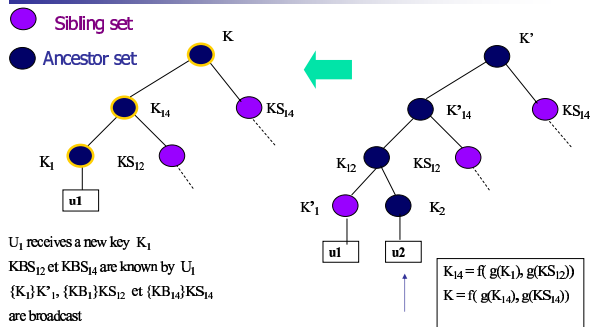 Sibling set
Ancestor set
K
K14
KS14
K1
KS12
u1
K'
K'14
KS14
K12
KS12
K'1
K2
u1
u2
U1 receives a new key K1
KBS12 et KBS14 are known by U1
{K1}K'1, {KB1}KS12 et {KB14}KS14
are broadcast
K14 = f( g(K1), g(KS12))
K = f( g(K14), g(KS14))